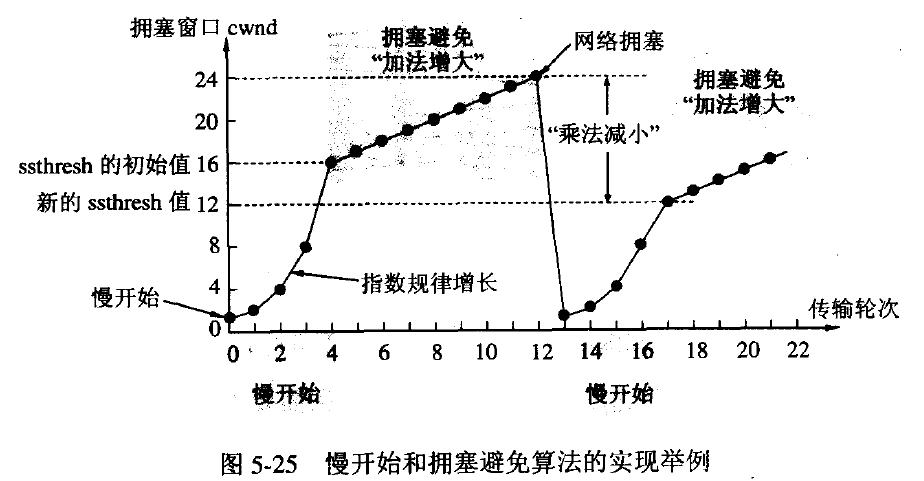 拥塞窗口 cwnd
拥塞避免
“加法增大”
网络拥塞
拥塞避免
“加法增大”
24
20
“乘法减小”
ssthresh 的初始值 16
新的 ssthresh 值 12
8
4
指数规律增长
慢开始
0
传输轮次
0 2 4 6 8 10 12 14 16 18 20 22
慢开始
慢开始
图 5-25 慢开始和拥塞避免算法的实现举例